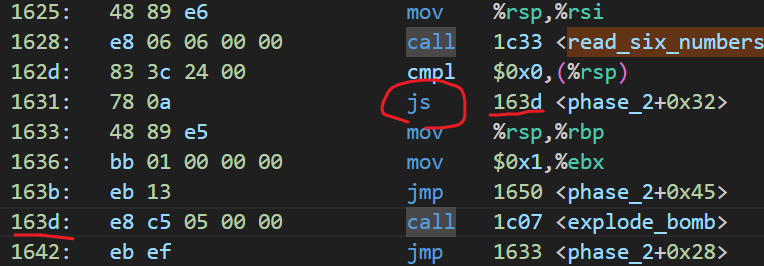 1625: 48 89 e6 mov %rsp,%rsi
1628: e8 06 06 00 00 call 1c33 <read_six_numbers
162d: 83 3c 24 00 cmpl $0x0,(%rsp)
1631: 78 0a js 163d <phase_2+0x32>
1633: 48 89 e5 mov %rsp,%rbp
1636: bb 01 00 00 00 mov $0x1,%ebx
163b: eb 13 jmp 1650 <phase_2+0x45>
163d: e8 c5 05 00 00 call 1c07 <explode_bomb>
1642: eb ef jmp 1633 <phase_2+0x28>